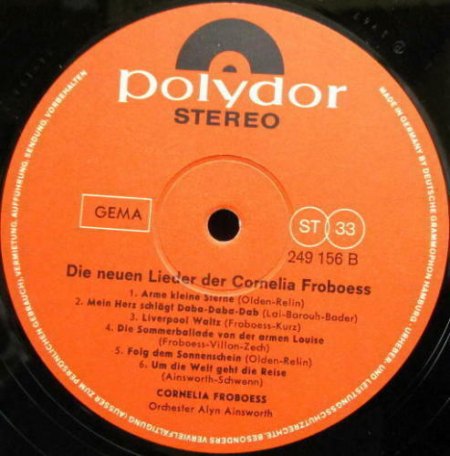 polydor
STEREO
GEMA
ST 33
249 156 B
Die neuen Lieder der Cornelia Froboess
1. Arme kleine Sterne (Olden-Relin)
2. Mein Herz schlägt Daba-Daba-Dab (Lai-Barouh-Bader)
3. Liverpool Waltz (Froboess-Kurz)
4. Die Sommerballade von der armen Louise
(Froboess-Villon-Zech)
5. Folg dem Sonnenschein (Olden-Relin)
6. Um die Welt geht die Reise
(Ainsworth-Schwenn)
CORNELIA FROBOESS
Orchester Alyn Ainsworth
MADE IN GERMANY BY DEUTSCHE GRAMMOPHON HAMBURG · URHEBER- UND LEISTUNGSSCHUTZRECHTE, BESONDERS VERVIELFÄLTIGUNG (AUSSER ZUM PERSÖNLICHEN GEBRAUCH), VERMIETUNG, AUFFÜHRUNG, SENDUNG, VORBEHALTEN